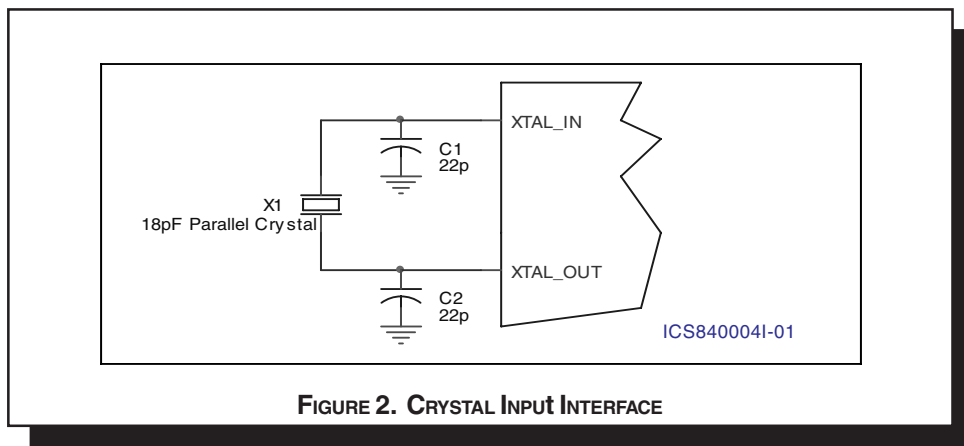 XTAL_IN
C1
22p
X1
18pF Parallel Crystal
XTAL_OUT
C2
22p
ICS840004I-01
FIGURE 2. CRYSTAL INPUt INTERFACE